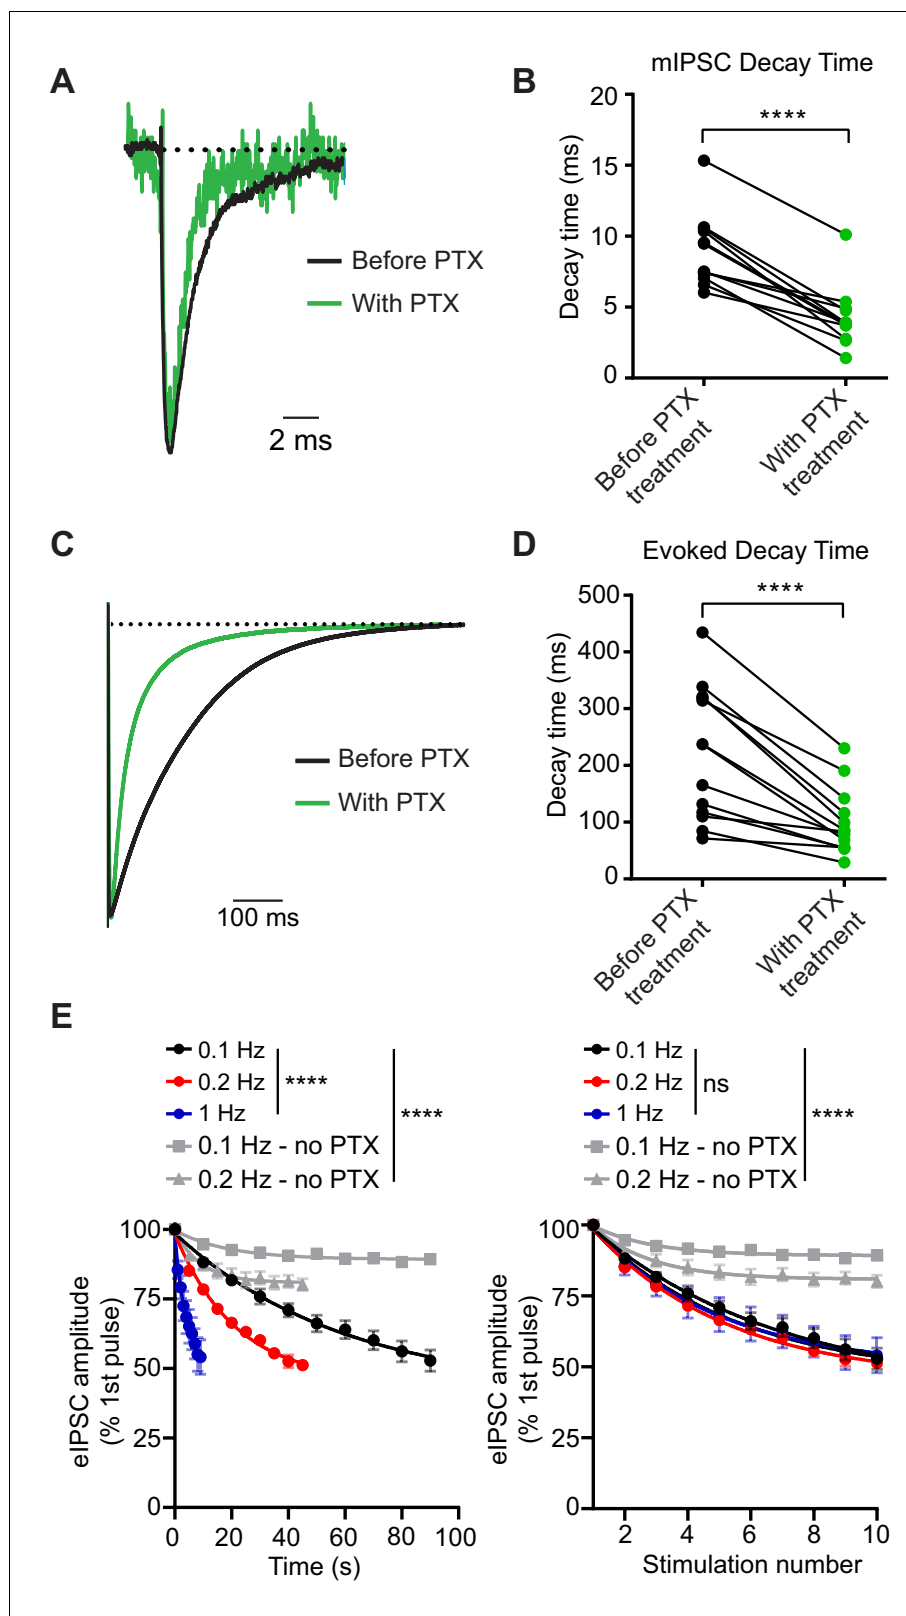 A
Before PTX
With PTX
2 ms
B
mIPSC Decay Time
****
20
15
10
5
0
Decay time (ms)
Before PTX
treatment
With PTX
treatment
C
Before PTX
With PTX
100 ms
D
Evoked Decay Time
****
500
400
300
200
100
0
Decay time (ms)
Before PTX
treatment
With PTX
treatment
E
0.1 Hz
0.2 Hz
1 Hz
0.1 Hz - no PTX
0.2 Hz - no PTX
****
****
100
75
50
25
0
eIPSC amplitude
(% 1st pulse)
0 20 40 60 80 100
Time (s)
0.1 Hz
0.2 Hz
1 Hz
0.1 Hz - no PTX
0.2 Hz - no PTX
ns
****
100
75
50
25
0
eIPSC amplitude
(% 1st pulse)
2 4 6 8 10
Stimulation number